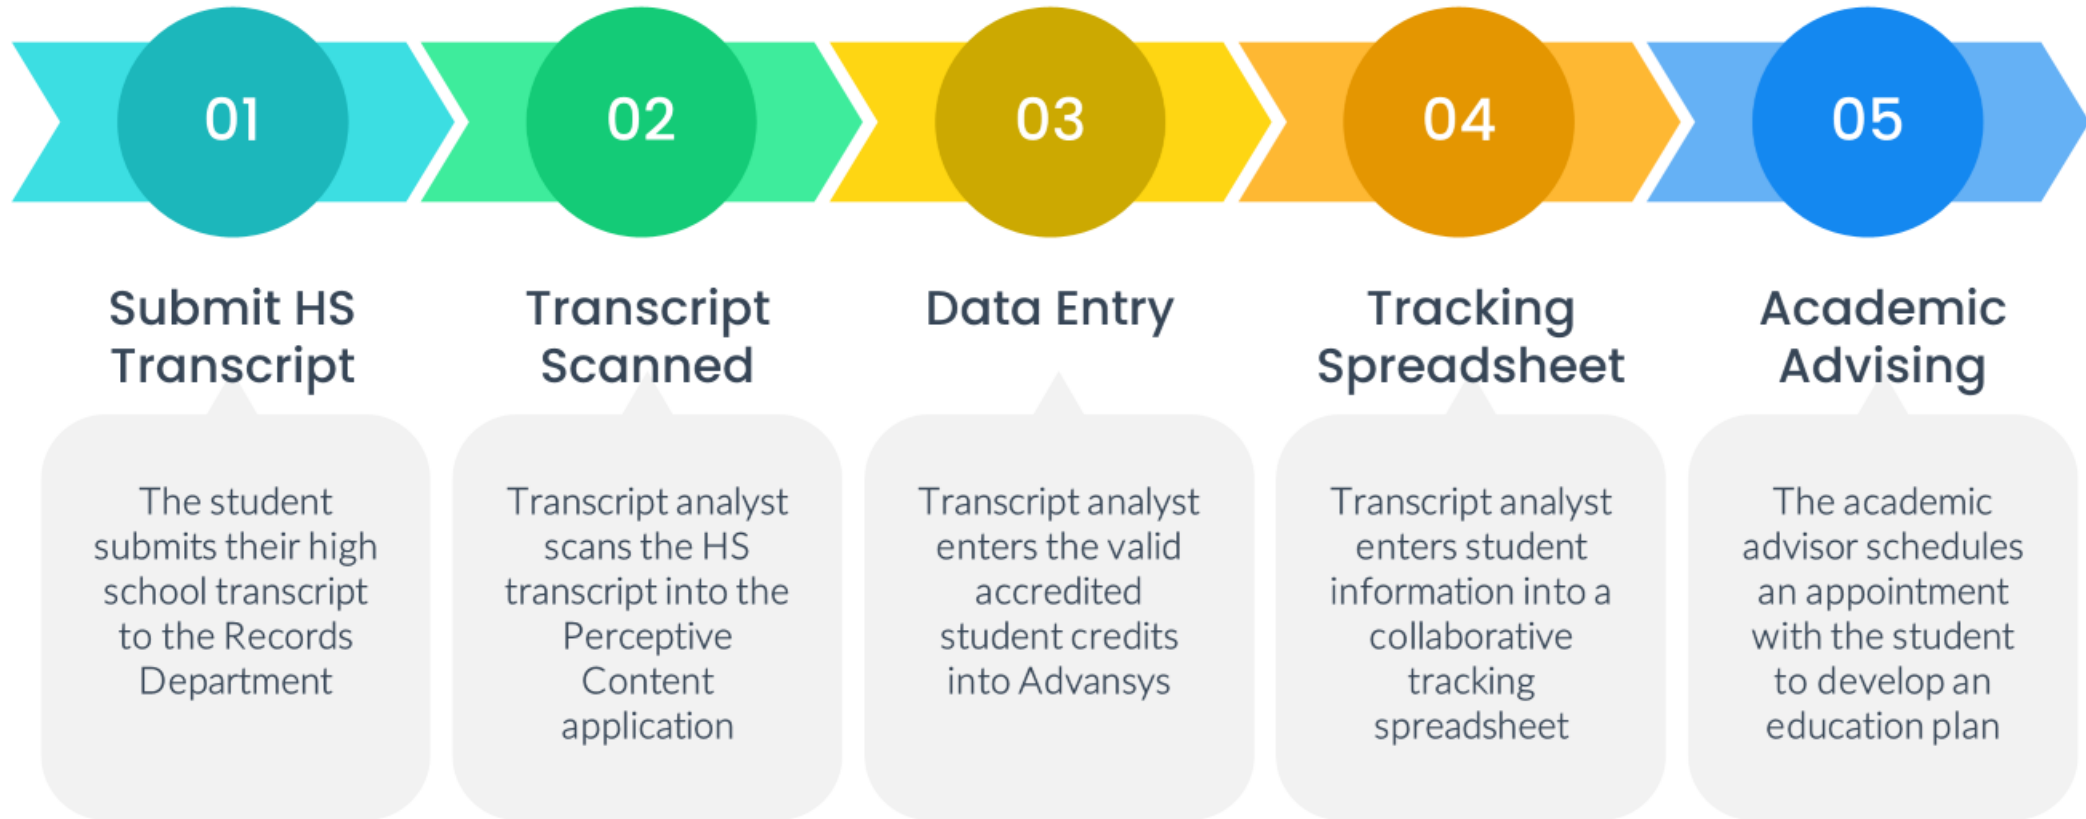 01
02
03
04
05
Submit HS
Transcript
Transcript
Scanned
Data Entry
Tracking
Spreadsheet
Academic
Advising
The student
submits their high
school transcript
to the Records
Department
Transcript analyst
scans the HS
transcript into the
Perceptive
Content
application
Transcript analyst
enters the valid
accredited
student credits
into Advansys
Transcript analyst
enters student
information into a
collaborative
tracking
spreadsheet
The academic
advisor schedules
an appointment
with the student
to develop an
education plan